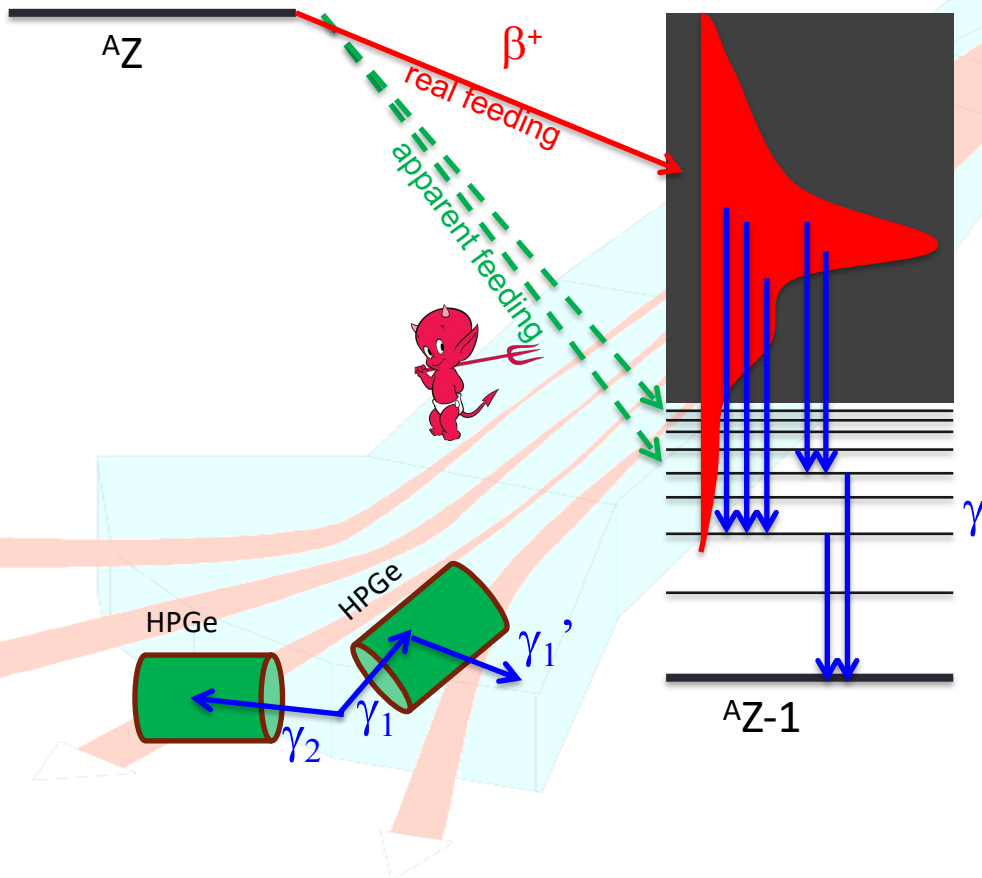 ᴬZ
β⁺
real feeding
apparent feeding
γ
HPGe
HPGe
γ₁’
γ₁
γ₂
ᴬZ-1